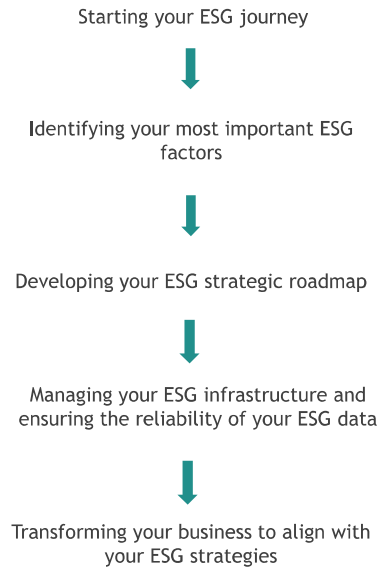 Starting your ESG journey
Identifying your most important ESG
factors
Developing your ESG strategic roadmap
Managing your ESG infrastructure and
ensuring the reliability of your ESG data
Transforming your business to align with
your ESG strategies